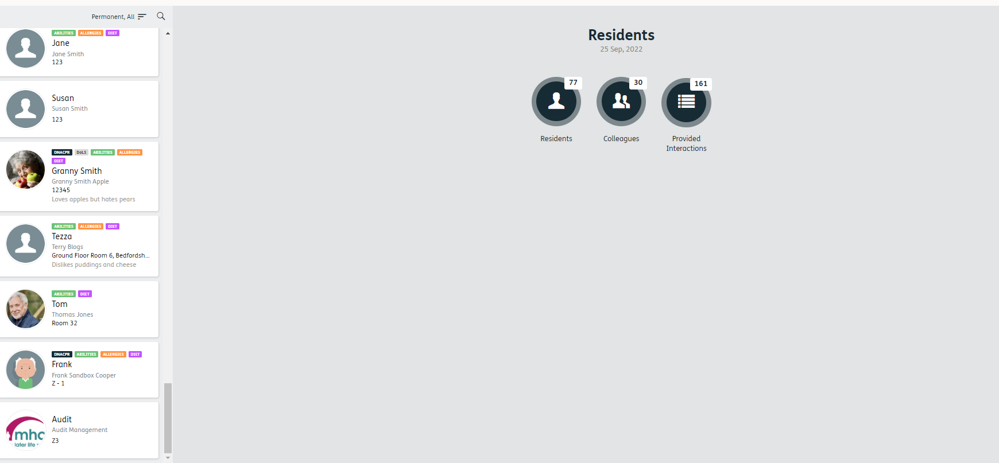 Permanent, All
ABILITIES ALLERGIES DIET
Jane
Jane Smith
123
Susan
Susan Smith
123
DNACPR DoLS ABILITIES ALLERGIES
DIET
Granny Smith
Granny Smith Apple
12345
Loves apples but hates pears
ABILITIES ALLERGIES DIET
Tezza
Terry Blogs
Ground Floor Room 6, Bedfordsh...
Dislikes puddings and cheese
ABILITIES DIET
Tom
Thomas Jones
Room 32
DNACPR ABILITIES ALLERGIES DIET
Frank
Frank Sandbox Cooper
Z - 1
mhc
later life
Audit
Audit Management
Z3
Residents
25 Sep, 2022
77
30
161
Residents
Colleagues
Provided
Interactions